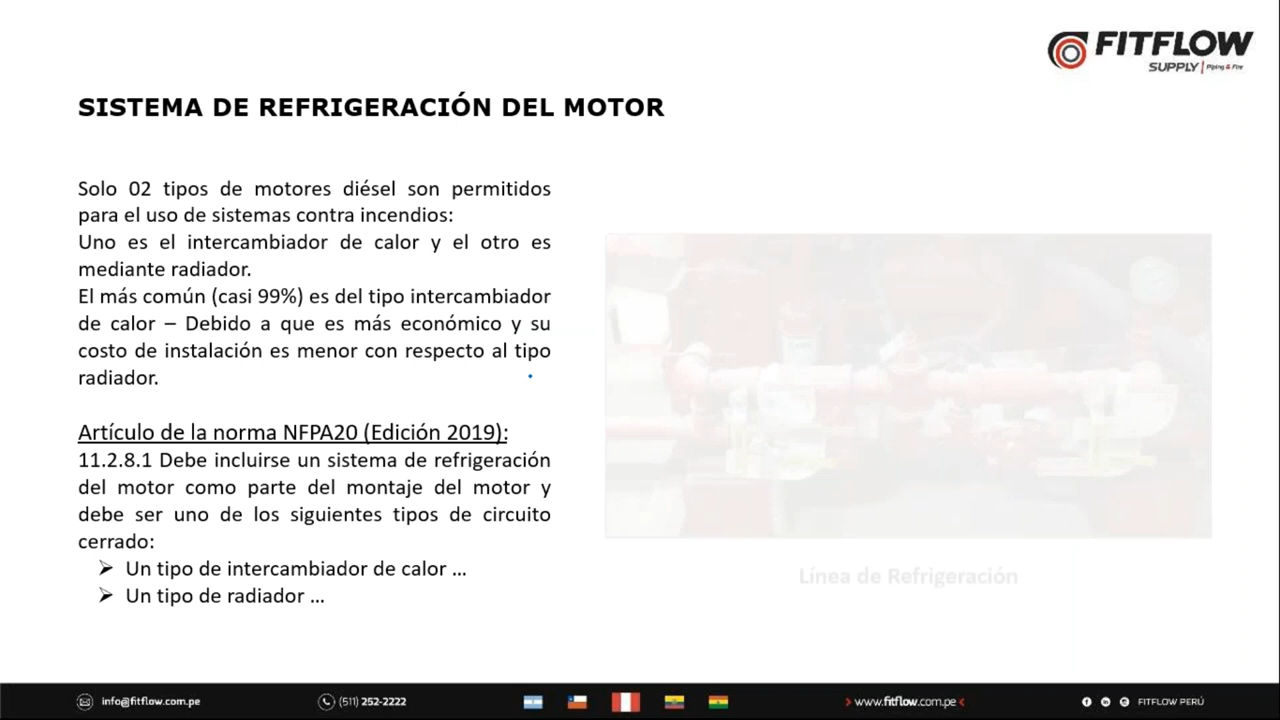 FITFLOW
SUPPLY | Piping & Fire
SISTEMA DE REFRIGERACIÓN DEL MOTOR
Solo 02 tipos de motores diésel son permitidos
para el uso de sistemas contra incendios:
Uno es el intercambiador de calor y el otro es
mediante radiador.
El más común (casi 99%) es del tipo intercambiador
de calor – Debido a que es más económico y su
costo de instalación es menor con respecto al tipo
radiador.
Artículo de la norma NFPA20 (Edición 2019):
11.2.8.1 Debe incluirse un sistema de refrigeración
del motor como parte del montaje del motor y
debe ser uno de los siguientes tipos de circuito
cerrado:
➢ Un tipo de intercambiador de calor ...
➢ Un tipo de radiador ...
Línea de Refrigeración
info@fitflow.com.pe
(511) 252-2222
www.fitflow.com.pe
FITFLOW PERÚ